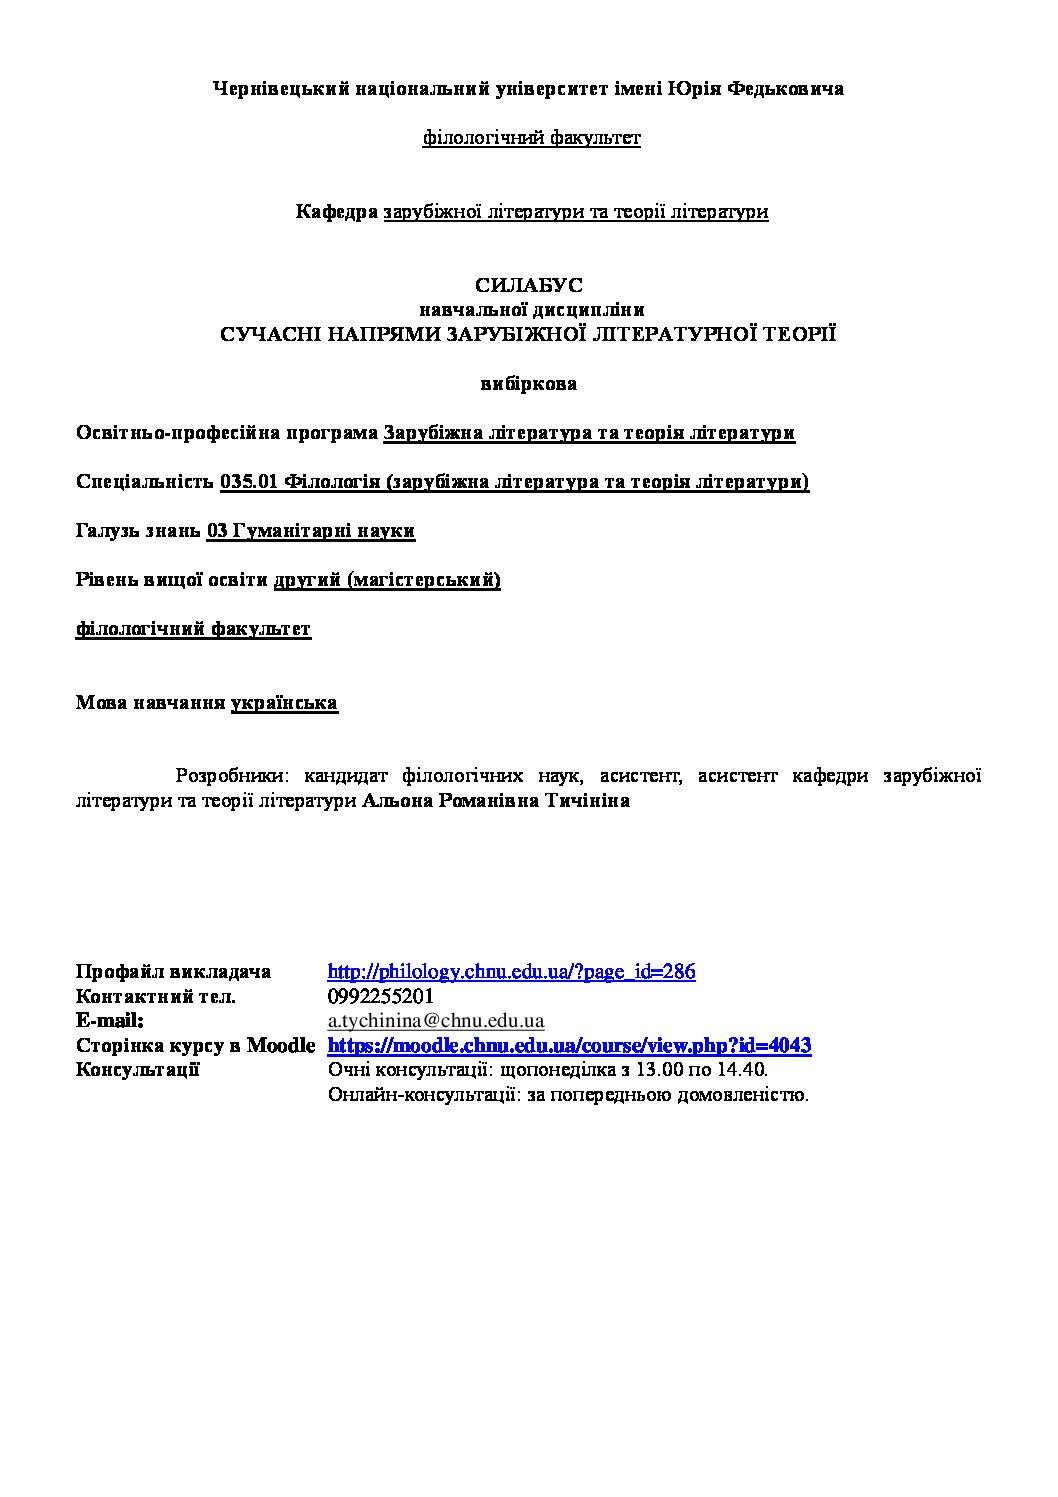 Чернівецький національний університет імені Юрія Федьковича
філологічний факультет
Кафедра зарубіжної літератури та теорії літератури
СИЛАБУС
навчальної дисципліни
СУЧАСНІ НАПРЯМИ ЗАРУБІЖНОЇ ЛІТЕРАТУРНОЇ ТЕОРІЇ
вибіркова
Освітньо-професійна програма Зарубіжна література та теорія літератури
Спеціальність 035.01 Філологія (зарубіжна література та теорія літератури)
Галузь знань 03 Гуманітарні науки
Рівень вищої освіти другий (магістерський)
філологічний факультет
Мова навчання українська
Розробники: кандидат філологічних наук, асистент, асистент кафедри зарубіжної
літератури та теорії літератури Альона Романівна Тичініна
Профайл викладача http://philology.chnu.edu.ua/?page_id=286
Контактний тел. 0992255201
E-mail: a.tychinina@chnu.edu.ua
Сторінка курсу в Moodle https://moodle.chnu.edu.ua/course/view.php?id=4043
Консультації Очні консультації: щопонеділка з 13.00 по 14.40.
Онлайн-консультації: за попередньою домовленістю.